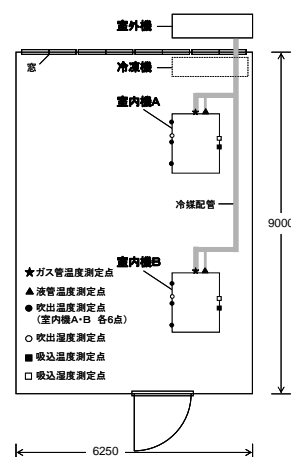 室外機
冷凍機
窓
室内機A
冷媒配管
9000
室内機B
★ガス管温度測定点
▲液管温度測定点
●吹出温度測定点
(室内機A・B 各6点)
○吹出湿度測定点
■吸込温度測定点
□吸込湿度測定点
6250